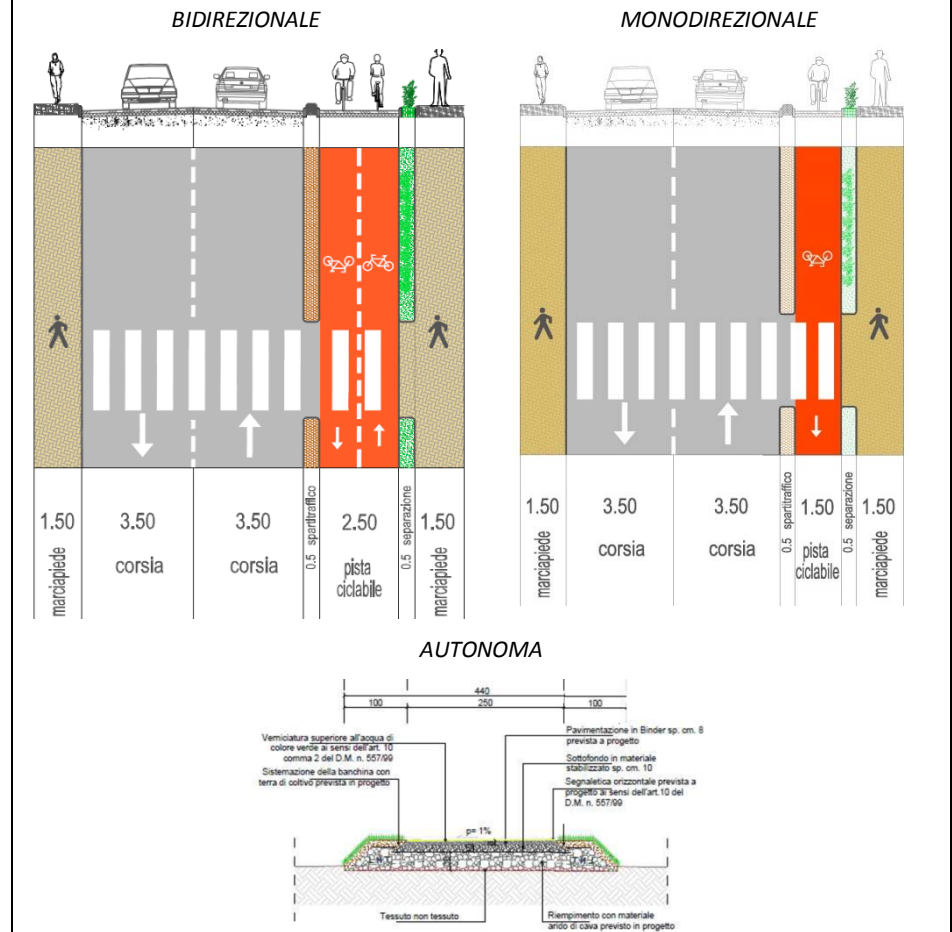 BIDIREZIONALE
MONODIREZIONALE
1.50
3.50
3.50
0.5 spartitraffico
2.50
0.5 separazione
1.50
marciapiede
corsia
corsia
pista
ciclabile
marciapiede
1.50
3.50
3.50
0.5 spartitraffico
1.50
0.5 separazione
1.50
marciapiede
corsia
corsia
pista
ciclabile
marciapiede
AUTONOMA
440
100
250
100
Verniciatura superiore all'acqua di
colore verde ai sensi dell'art. 10
comma 2 del D.M. n. 557/99
Sistemazione della banchina con
terra di coltivo prevista in progetto
Pavimentazione in Binder sp. cm. 8
prevista a progetto
Sottofondo in materiale
stabilizzato sp. cm. 10
Segnaletica orizzontale prevista a
progetto ai sensi dell'art.10 del
D.M. n. 557/99
p= 1%
Tessuto non tessuto
Riempimento con materiale
arido di cava previsto in progetto